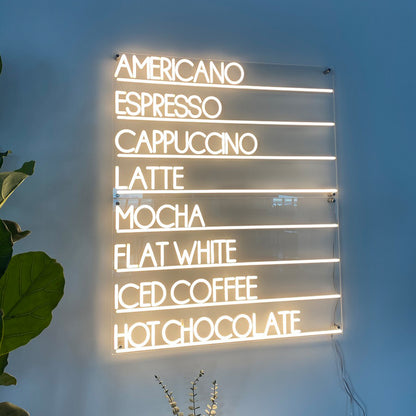 AMERICANO
ESPRESSO
CAPPUCCINO
LATTE
MOCHA
FLAT WHITE
ICED COFFEE
HOT CHOCOLATE